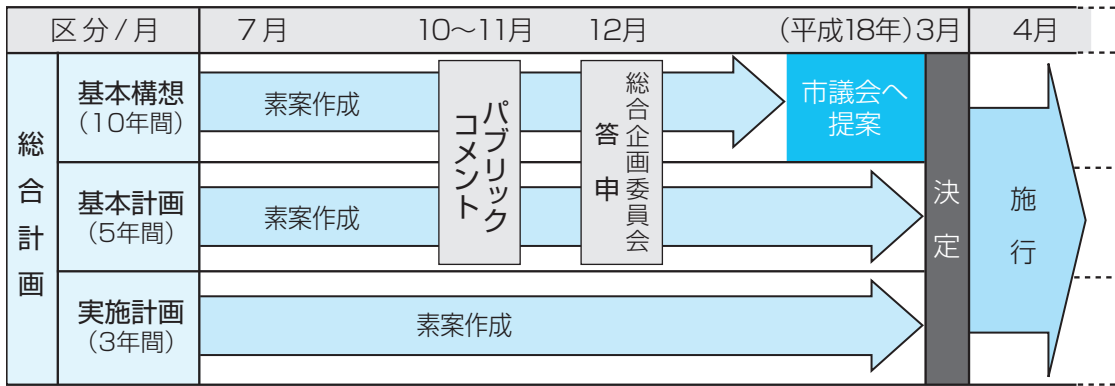 区分/月
7月
10〜11月
12月
(平成18年)3月
4月
総合計画
基本構想
(10年間)
素案作成
パブリック
コメント
総合企画委員会
答申
市議会へ
提案
決定
施行
基本計画
(5年間)
素案作成
実施計画
(3年間)
素案作成